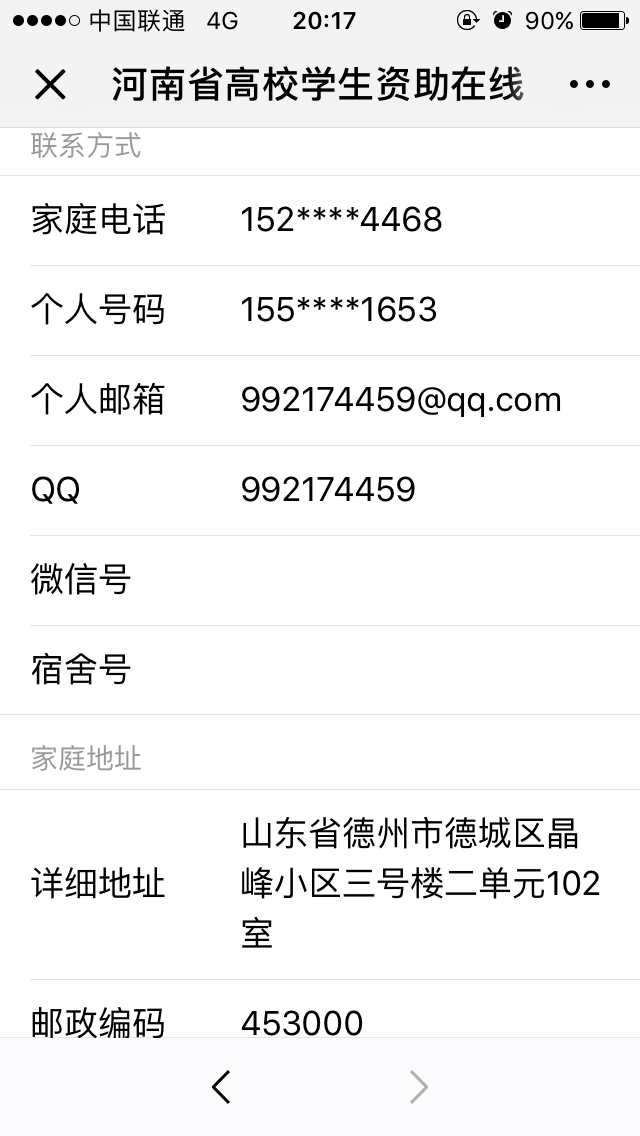 中国联通 4G 20:17 90%
河南省高校学生资助在线
联系方式
家庭电话 152****4468
个人号码 155****1653
个人邮箱 992174459@qq.com
QQ 992174459
微信号
宿舍号
家庭地址
详细地址 山东省德州市德城区晶
峰小区三号楼二单元102
室
邮政编码 453000